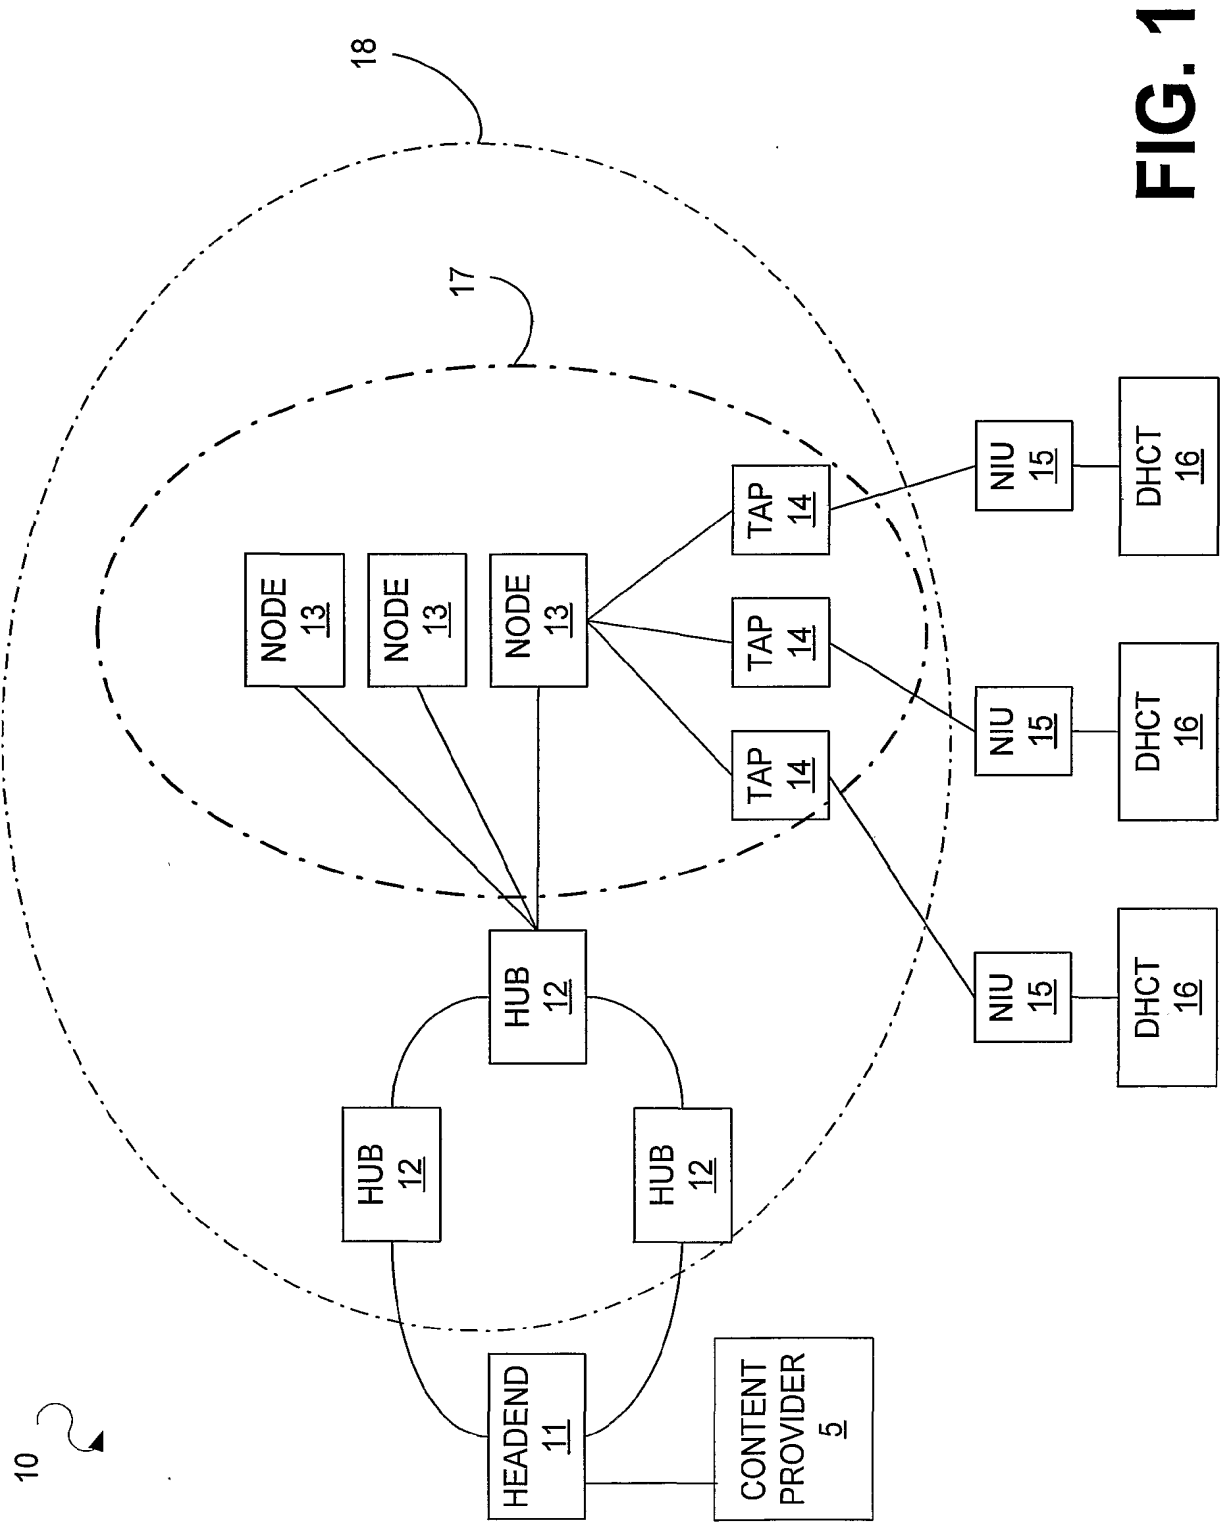 10
18
17
HEADEND
11
CONTENT
PROVIDER
5
HUB
12
HUB
12
HUB
12
NODE
13
NODE
13
NODE
13
TAP
14
TAP
14
TAP
14
NIU
15
NIU
15
NIU
15
DHCT
16
DHCT
16
DHCT
16
FIG. 1